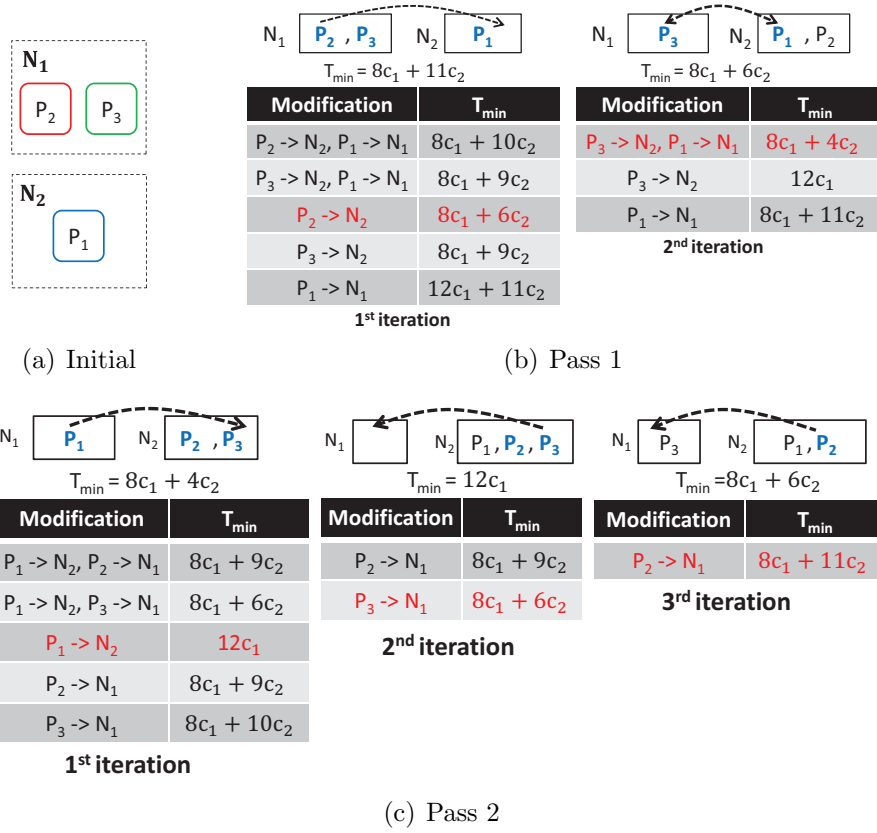 N₁
P₂ P₃
N₂
P₁
(a) Initial
N₁ P₂ , P₃ N₂ P₁
Tmin = 8c₁ + 11c₂
Modification Tmin
P₂ -> N₂, P₁ -> N₁ 8c₁ + 10c₂
P₃ -> N₂, P₁ -> N₁ 8c₁ + 9c₂
P₂ -> N₂ 8c₁ + 6c₂
P₃ -> N₂ 8c₁ + 9c₂
P₁ -> N₁ 12c₁ + 11c₂
1st iteration
N₁ P₃ N₂ P₁ , P₂
Tmin = 8c₁ + 6c₂
Modification Tmin
P₃ -> N₂, P₁ -> N₁ 8c₁ + 4c₂
P₃ -> N₂ 12c₁
P₁ -> N₁ 8c₁ + 11c₂
2nd iteration
(b) Pass 1
N₁ P₁ N₂ P₂ , P₃
Tmin = 8c₁ + 4c₂
Modification Tmin
P₁ -> N₂, P₂ -> N₁ 8c₁ + 9c₂
P₁ -> N₂, P₃ -> N₁ 8c₁ + 6c₂
P₁ -> N₂ 12c₁
P₂ -> N₁ 8c₁ + 9c₂
P₃ -> N₁ 8c₁ + 10c₂
1st iteration
N₁ N₂ P₁ , P₂ , P₃
Tmin = 12c₁
Modification Tmin
P₂ -> N₁ 8c₁ + 9c₂
P₃ -> N₁ 8c₁ + 6c₂
2nd iteration
N₁ P₃ N₂ P₁ , P₂
Tmin =8c₁ + 6c₂
Modification Tmin
P₂ -> N₁ 8c₁ + 11c₂
3rd iteration
(c) Pass 2